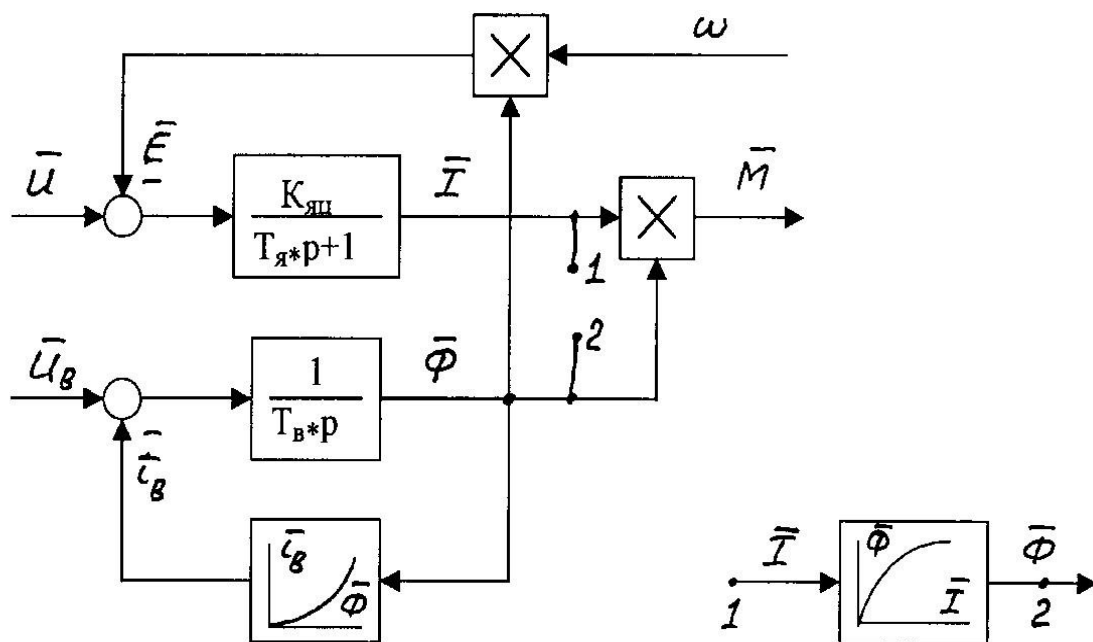 ω
Ē
–
Ū
K_яц
T_я*p+1
Ī
M̄
1
2
Ū_в
1
T_в*p
Φ̄
ī_в
ī_в
Φ̄
Ī
1
Φ̄
Ī
Φ̄
2